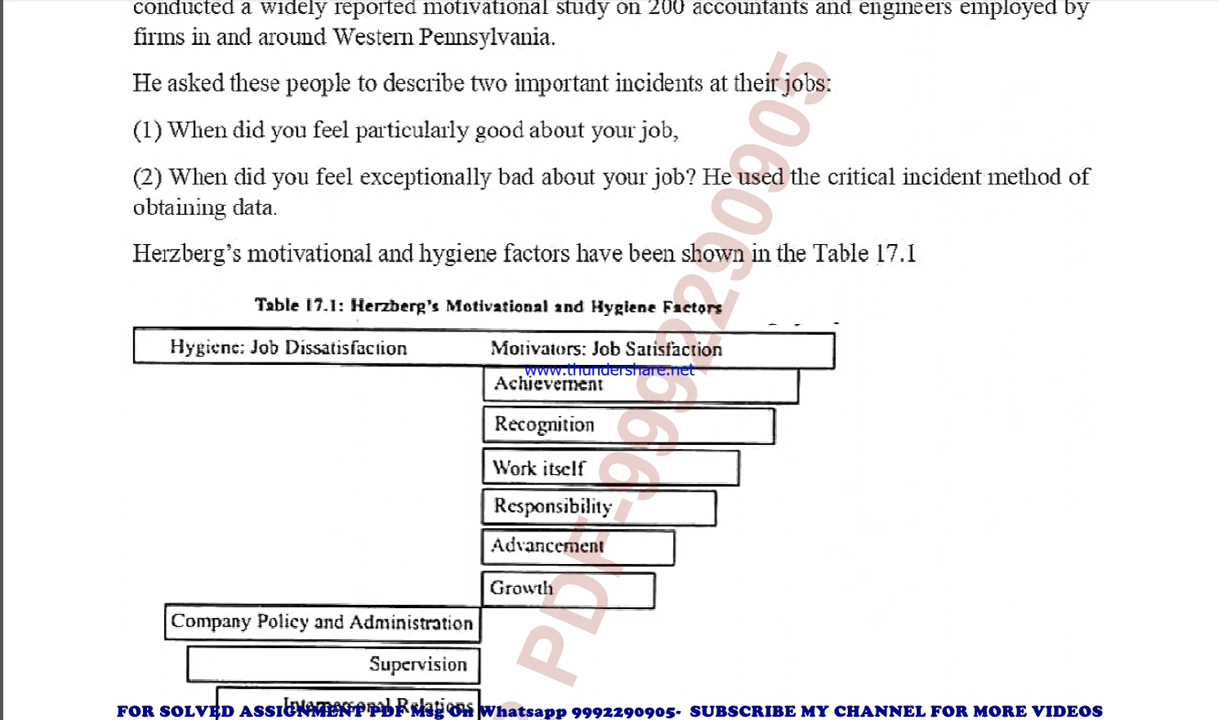 conducted a widely reported motivational study on 200 accountants and engineers employed by
firms in and around Western Pennsylvania.
He asked these people to describe two important incidents at their jobs:
(1) When did you feel particularly good about your job,
(2) When did you feel exceptionally bad about your job? He used the critical incident method of
obtaining data.
Herzberg's motivational and hygiene factors have been shown in the Table 17.1
Table 17.1: Herzberg's Motivational and Hygiene Factors
Hygiene: Job Dissatisfaction Motivators: Job Satisfaction
www.thundershare.net
Achievement
Recognition
Work itself
Responsibility
Advancement
Growth
Company Policy and Administration
Supervision
Interpersonal Relations
PDF-9992290905
FOR SOLVED ASSIGNMENT PDF Msg On Whatsapp 9992290905- SUBSCRIBE MY CHANNEL FOR MORE VIDEOS